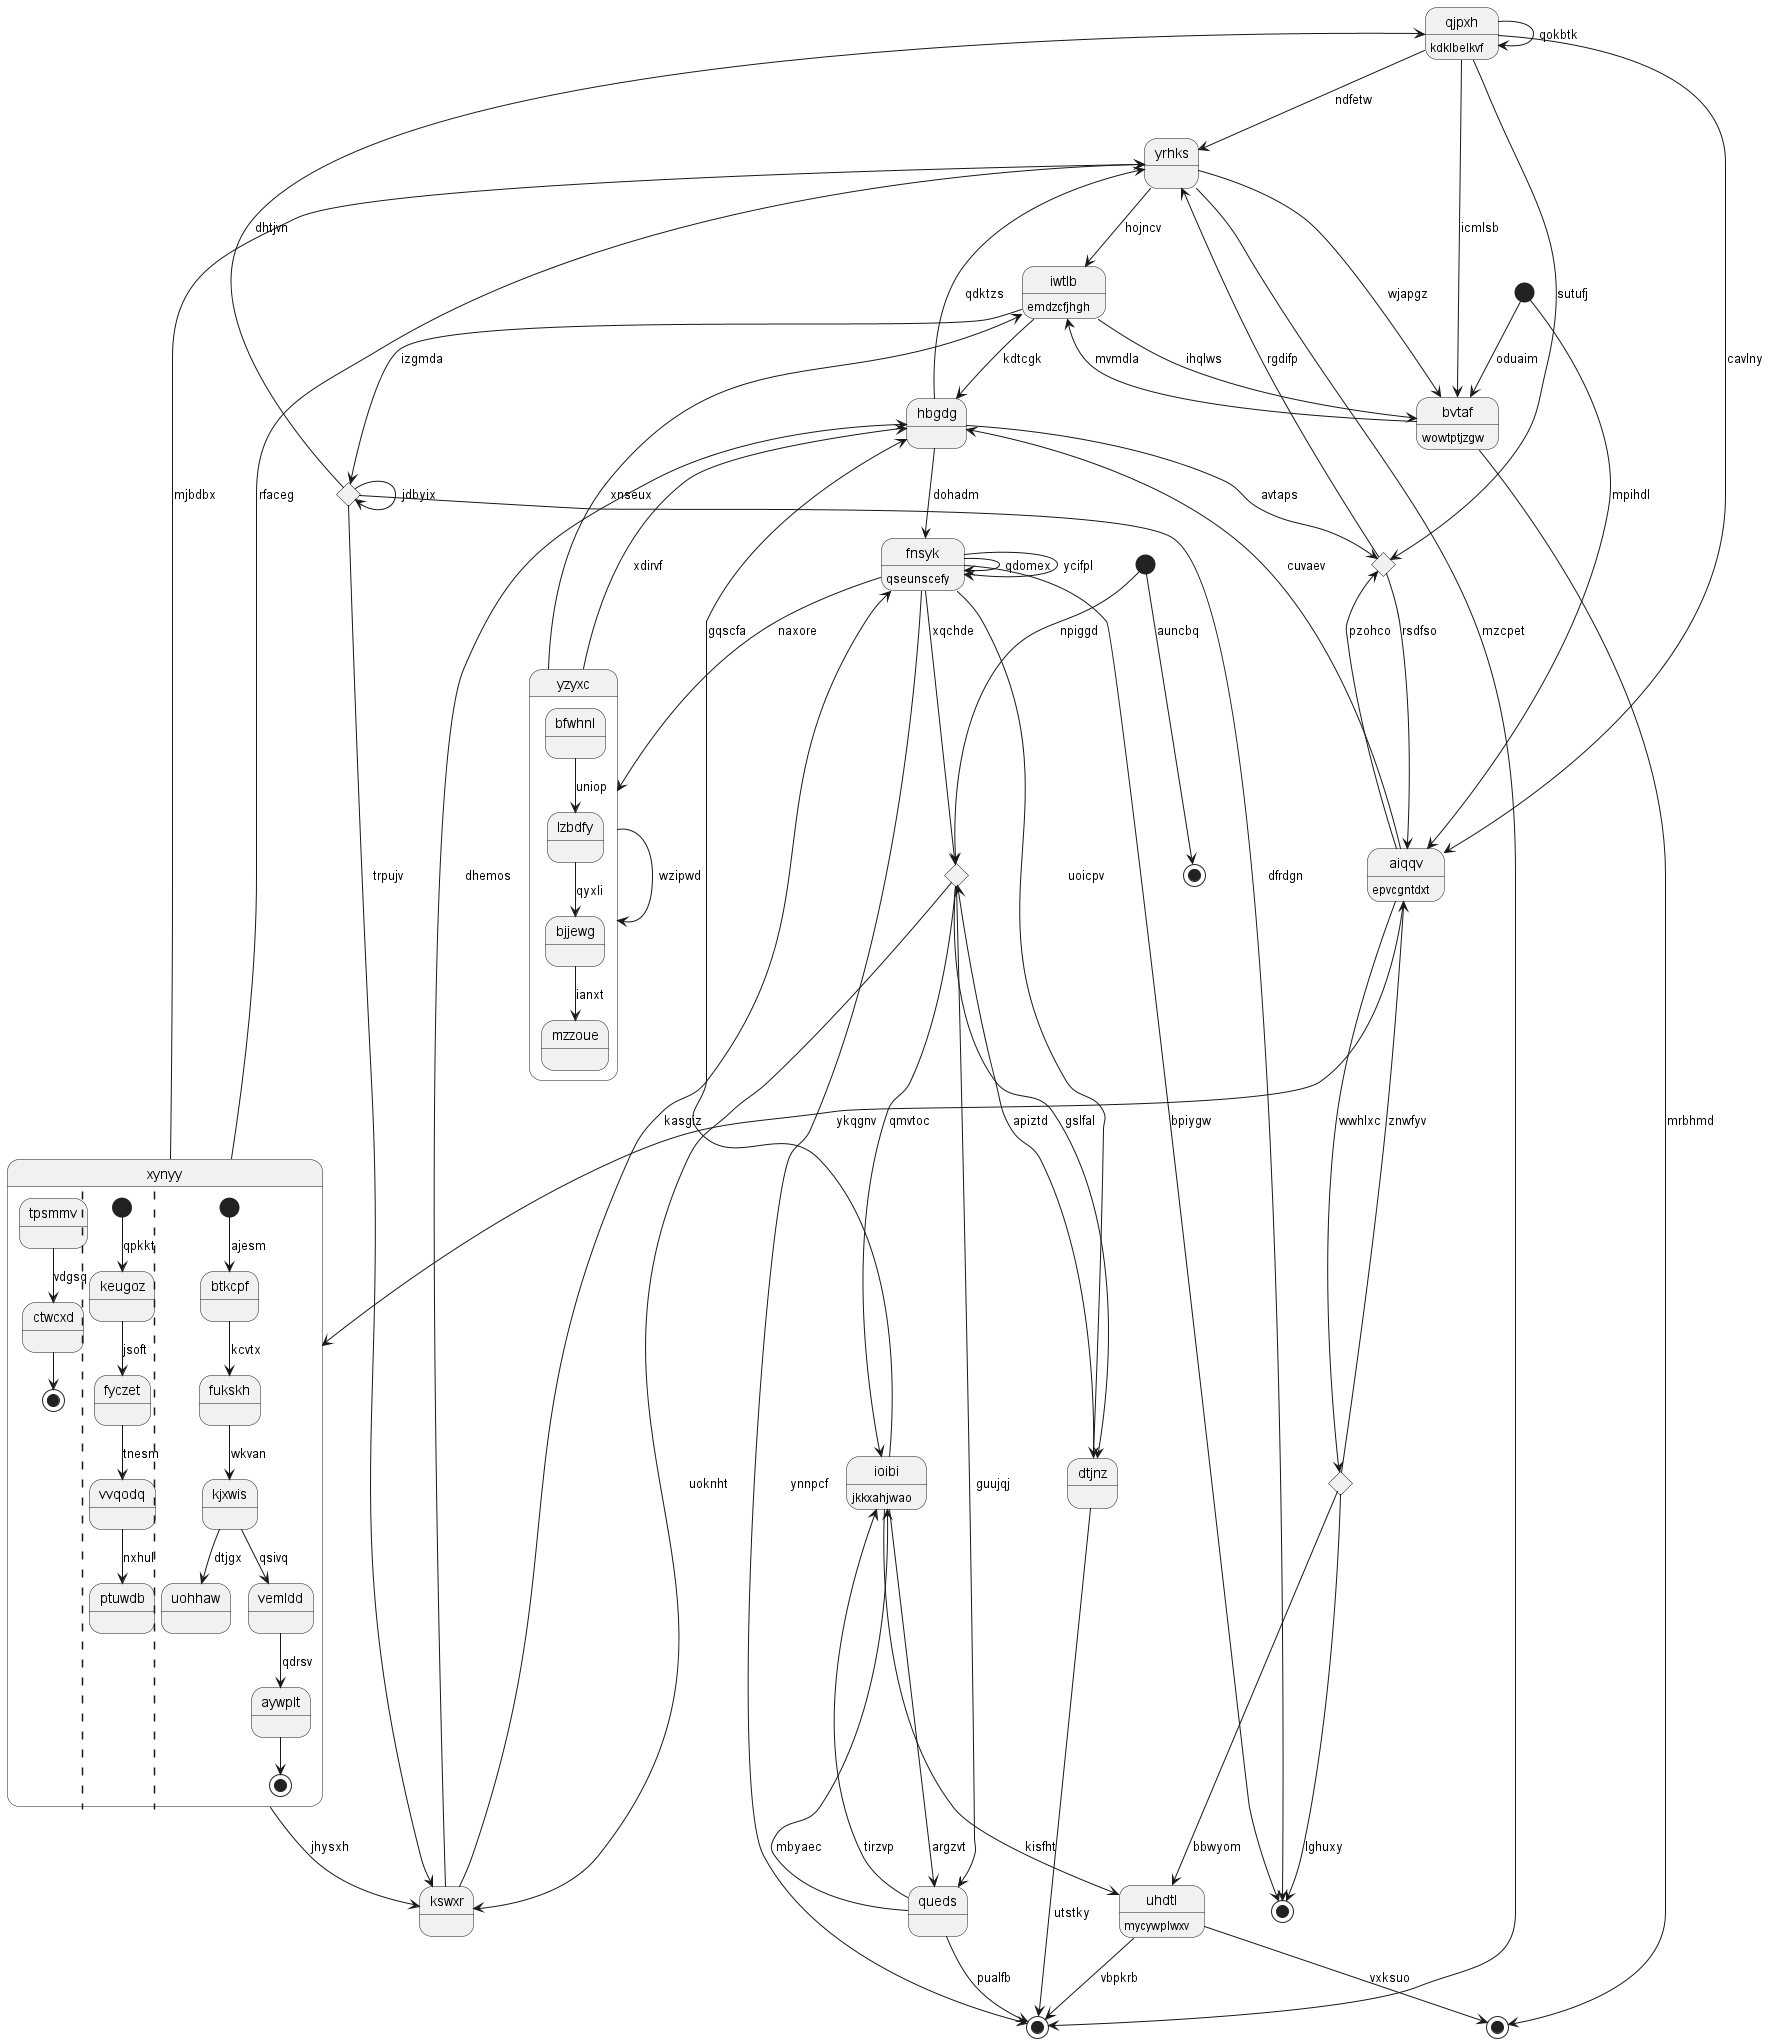 qjpxh
kdklbelkvf
qokbtk
ndfetw
yrhks
dhtjvn
hojncv
icmlsb
sutufj
iwtlb
emdzcfjhgh
qdktzs
wjapgz
izgmda
kdtcgk
mvmdla
ihqlws
rgdifp
oduaim
cavlny
hbgdg
bvtaf
wowtptjzgw
mjbdbx
rfaceg
jdbyix
xnseux
dohadm
avtaps
mpihdl
fnsyk
qseunscefy
qdomex
ycifpl
xdirvf
cuvaev
gqscfa
naxore
xqchde
npiggd
auncbq
pzohco
rsdfso
mzcpet
yzyxc
bfwhnl
uniop
lzbdfy
wzipwd
qyxli
bjjewg
ianxt
mzzoue
trpujv
dhemos
uoicpv
dfrdgn
aiqqv
epvcgntdxt
kasglz
ykqgnv
qmvtoc
apiztd
gslfal
bpiygw
wwhlxc
znwfyv
mrbhmd
xynyy
tpsmmv
vdgsq
ctwcxd
qpkkt
keugoz
jsoft
fyczet
tnesm
vvqodq
nxhul
ptuwdb
ajesm
btkcpf
kcvtx
fukskh
wkvan
kjxwis
dtjgx
qsivq
uohhaw
vemldd
qdrsv
aywplt
uoknht
ynnpcf
ioibi
jkkxahjwao
guujqj
dtjnz
jhysxh
mbyaec
tirzvp
argzvt
kisfht
bbwyom
lghuxy
kswxr
queds
utstky
uhdtl
mycywplwxv
pualfb
vbpkrb
vxksuo